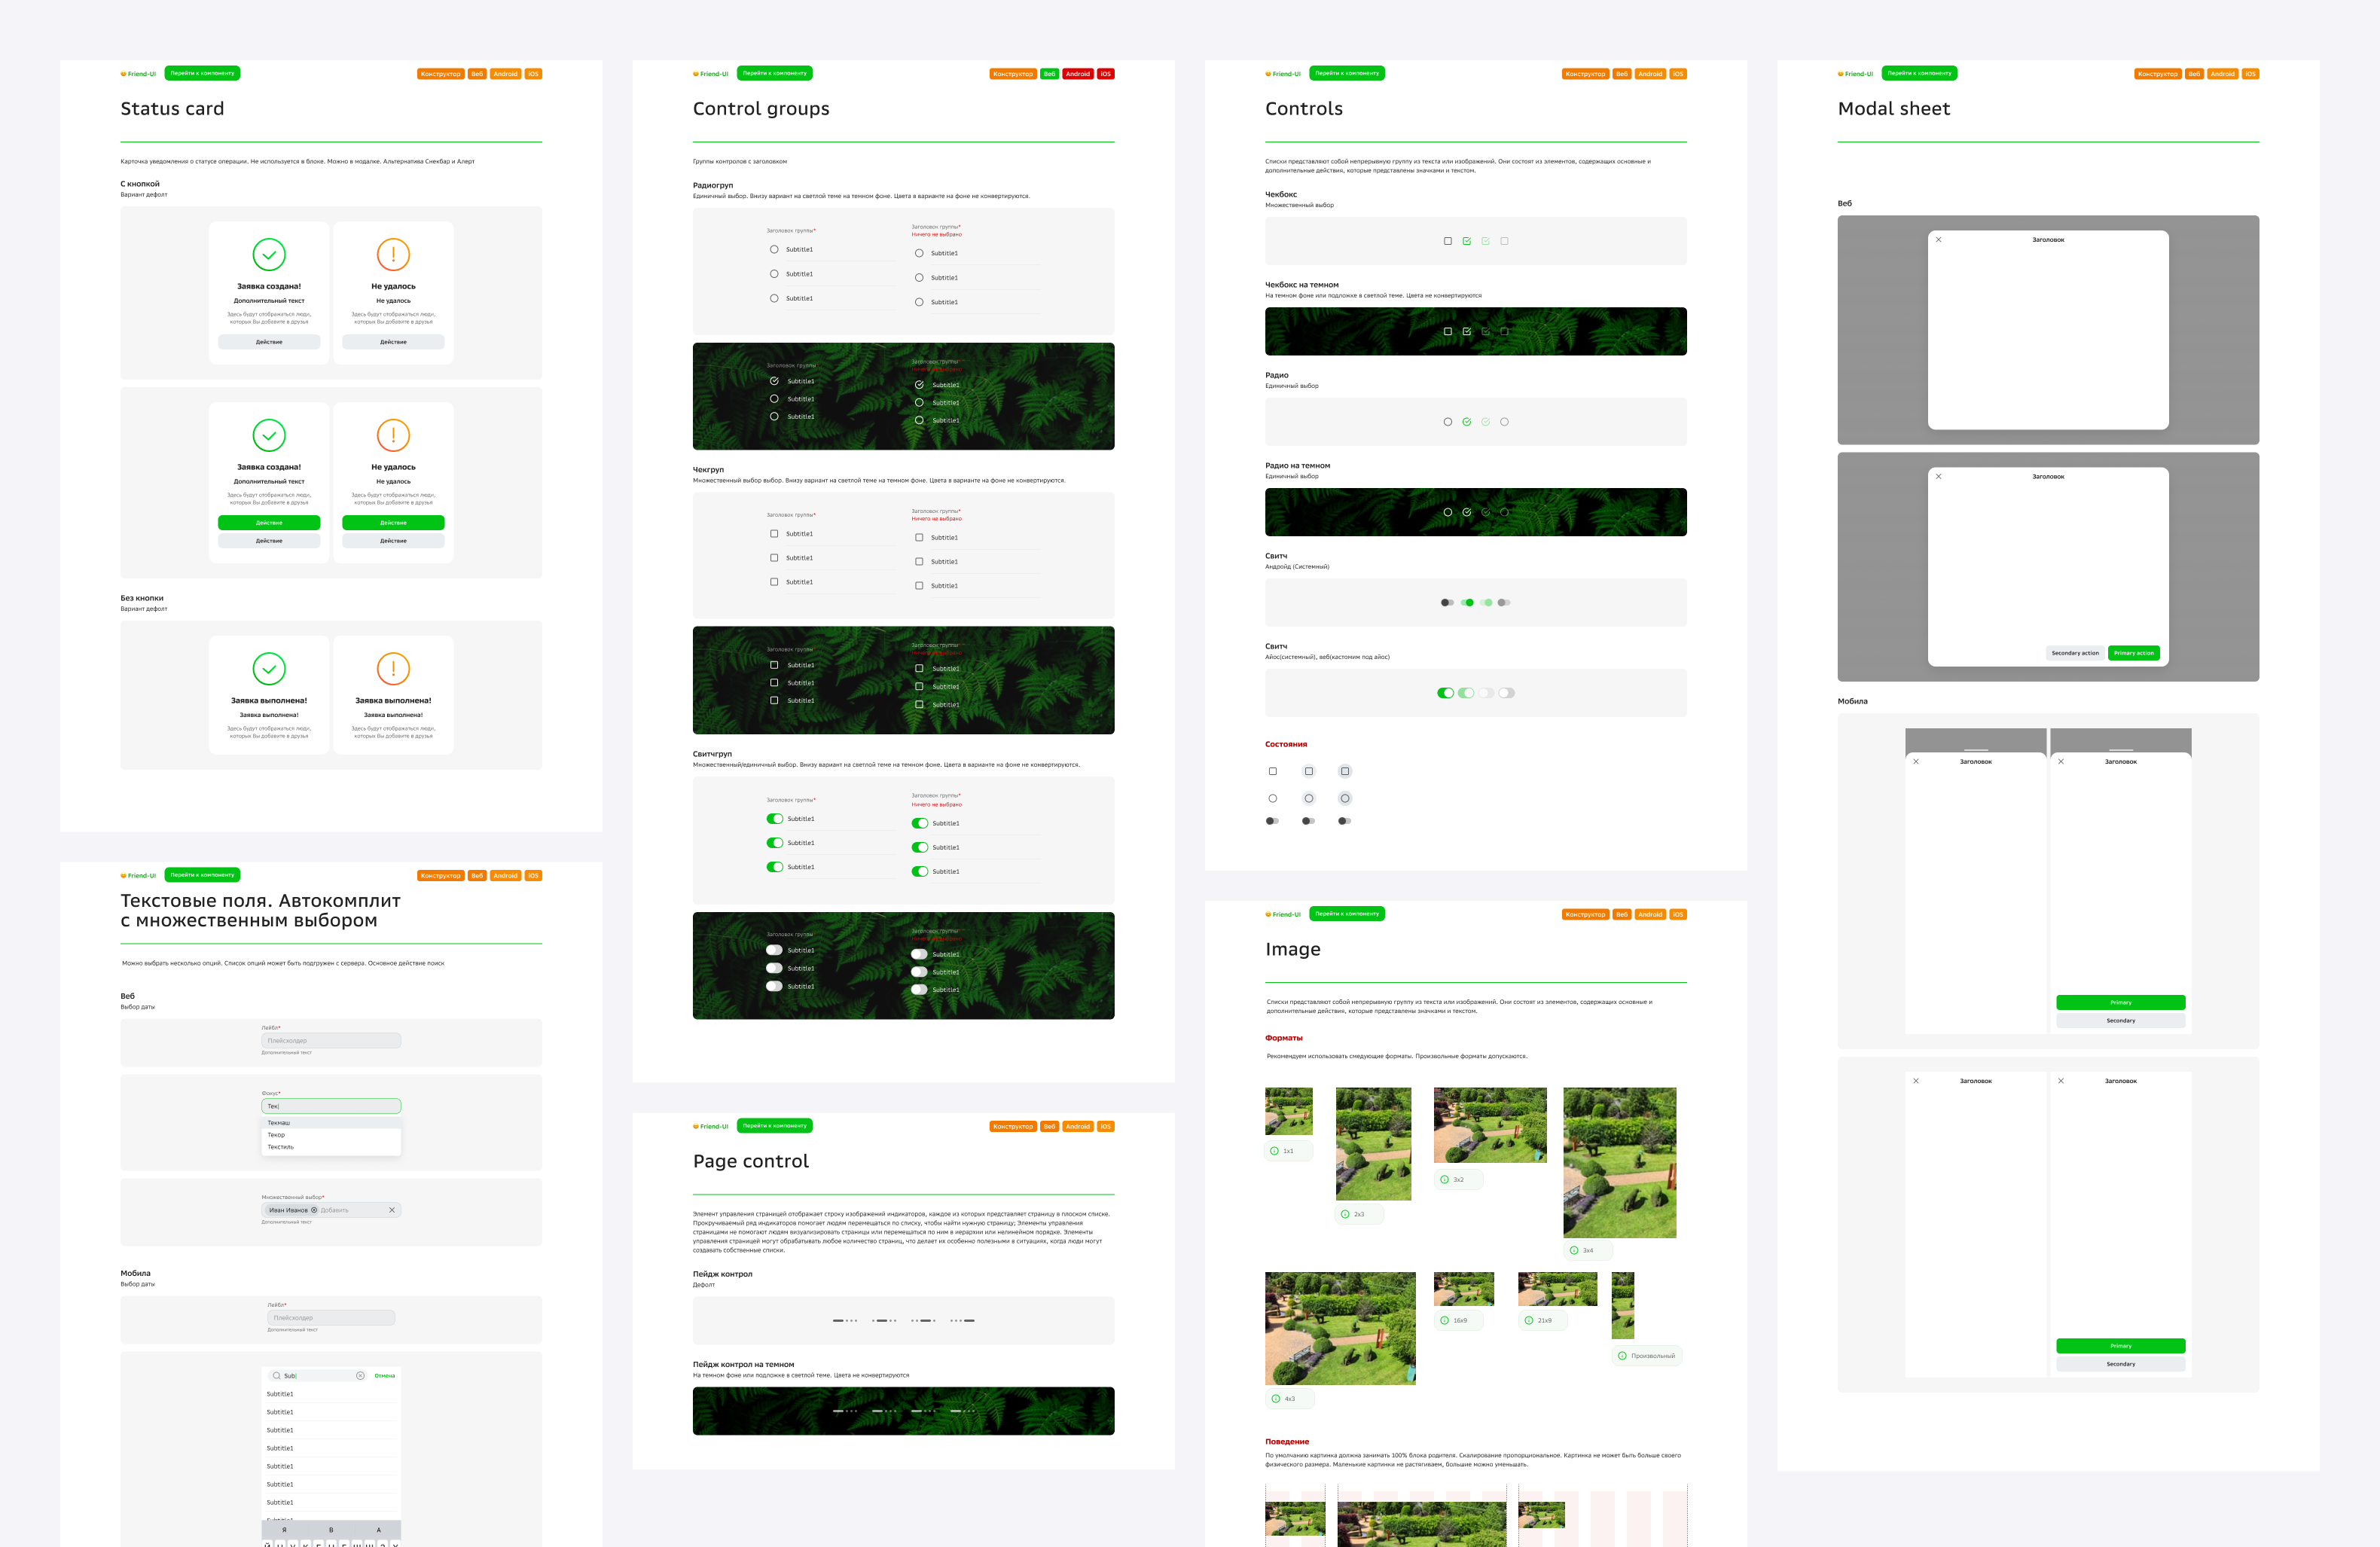 Friend-UI
Перейти к компоненту
Конструктор
Веб
Android
iOS
Status card
Карточка уведомления о статусе операции. Не используется в блоке. Можно в модалке. Альтернатива Снекбар и Алерт
С кнопкой
Вариант дефолт
Заявка создана!
Дополнительный текст
Здесь будут отображаться люди,
которых Вы добавите в друзья
Действие
Не удалось
Не удалось
Здесь будут отображаться люди,
которых Вы добавите в друзья
Действие
Заявка создана!
Дополнительный текст
Здесь будут отображаться люди,
которых Вы добавите в друзья
Действие
Действие
Не удалось
Не удалось
Здесь будут отображаться люди,
которых Вы добавите в друзья
Действие
Действие
Без кнопки
Вариант дефолт
Заявка выполнена!
Заявка выполнена!
Здесь будут отображаться люди,
которых Вы добавите в друзья
Заявка выполнена!
Заявка выполнена!
Здесь будут отображаться люди,
которых Вы добавите в друзья
Friend-UI
Перейти к компоненту
Конструктор
Веб
Android
iOS
Текстовые поля. Автокомплит
с множественным выбором
Можно выбрать несколько опций. Список опций может быть подгружен с сервера. Основное действие поиск
Веб
Выбор даты
Лейбл*
Плейсхолдер
Дополнительный текст
Фокус*
Тек
Текмаш
Текор
Текстиль
Множественный выбор*
Иван Иванов
Добавить
Дополнительный текст
Мобила
Выбор даты
Лейбл*
Плейсхолдер
Дополнительный текст
Sub
Отмена
Subtitle1
Subtitle1
Subtitle1
Subtitle1
Subtitle1
Subtitle1
Subtitle1
Я
В
А
Friend-UI
Перейти к компоненту
Конструктор
Веб
Android
iOS
Control groups
Группы контролов с заголовком
Радиогруп
Единичный выбор. Внизу вариант на светлой теме на темном фоне. Цвета в варианте на фоне не конвертируются.
Заголовок группы*
Subtitle1
Subtitle1
Subtitle1
Заголовок группы*
Ничего не выбрано
Subtitle1
Subtitle1
Subtitle1
Заголовок группы
Subtitle1
Subtitle1
Subtitle1
Заголовок группы
Ничего не выбрано
Subtitle1
Subtitle1
Subtitle1
Чекгруп
Множественный выбор выбор. Внизу вариант на светлой теме на темном фоне. Цвета в варианте на фоне не конвертируются.
Заголовок группы*
Subtitle1
Subtitle1
Subtitle1
Заголовок группы*
Ничего не выбрано
Subtitle1
Subtitle1
Subtitle1
Заголовок группы
Subtitle1
Subtitle1
Subtitle1
Заголовок группы
Ничего не выбрано
Subtitle1
Subtitle1
Subtitle1
Свитчгруп
Множественный/единичный выбор. Внизу вариант на светлой теме на темном фоне. Цвета в варианте на фоне не конвертируются.
Заголовок группы*
Subtitle1
Subtitle1
Subtitle1
Заголовок группы*
Ничего не выбрано
Subtitle1
Subtitle1
Subtitle1
Заголовок группы
Subtitle1
Subtitle1
Subtitle1
Заголовок группы
Ничего не выбрано
Subtitle1
Subtitle1
Subtitle1
Friend-UI
Перейти к компоненту
Конструктор
Веб
Android
iOS
Page control
Элемент управления страницей отображает строку изображений индикаторов, каждое из которых представляет страницу в плоском списке.
Прокручиваемый ряд индикаторов помогает людям перемещаться по списку, чтобы найти нужную страницу; Элементы управления
страницами не помогают людям визуализировать страницы или перемещаться по ним в иерархии или нелинейном порядке. Элементы
управления страницей могут обрабатывать любое количество страниц, что делает их особенно полезными в ситуациях, когда люди могут
создавать собственные списки.
Пейдж контрол
Дефолт
Пейдж контрол на темном
На темном фоне или подложке в светлой теме. Цвета не конвертируются
Friend-UI
Перейти к компоненту
Конструктор
Веб
Android
iOS
Controls
Списки представляют собой непрерывную группу из текста или изображений. Они состоят из элементов, содержащих основные и
дополнительные действия, которые представлены значками и текстом.
Чекбокс
Множественный выбор
Чекбокс на темном
На темном фоне или подложке в светлой теме. Цвета не конвертируются
Радио
Единичный выбор
Радио на темном
Единичный выбор
Свитч
Андройд (Системный)
Свитч
Айос(системный), веб(кастомим под айос)
Состояния
Friend-UI
Перейти к компоненту
Конструктор
Веб
Android
iOS
Image
Списки представляют собой непрерывную группу из текста или изображений. Они состоят из элементов, содержащих основные и
дополнительные действия, которые представлены значками и текстом.
Форматы
Рекомендуем использовать смедующие форматы. Произвольные форматы допускаются.
1x1
2x3
3x2
3x4
4x3
16x9
21x9
Произвольный
Поведение
По умолчанию картинка должна занимать 100% блока родителя. Скалирование пропорциональное. Картинка не может быть больше своего
физического размера. Маленькие картинки не растягиваем, большие можно уменьшать.
Friend-UI
Перейти к компоненту
Конструктор
Веб
Android
iOS
Modal sheet
Веб
Заголовок
Заголовок
Secondary action
Primary action
Мобила
Заголовок
Заголовок
Primary
Secondary
Заголовок
Заголовок
Primary
Secondary